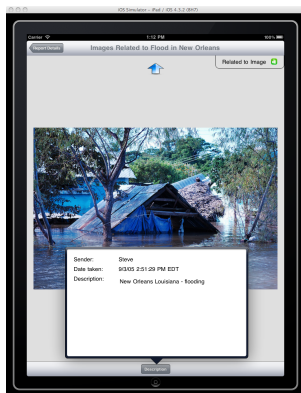 iOS Simulator - iPad / iOS 4.3.2 (8H7)
Carrier 1:12 PM 100%
Report Details Images Related to Flood in New Orleans
Related to Image
Sender: Steve
Date taken: 9/3/05 2:51:29 PM EDT
Description: New Orleans Louisiana - flooding
Description